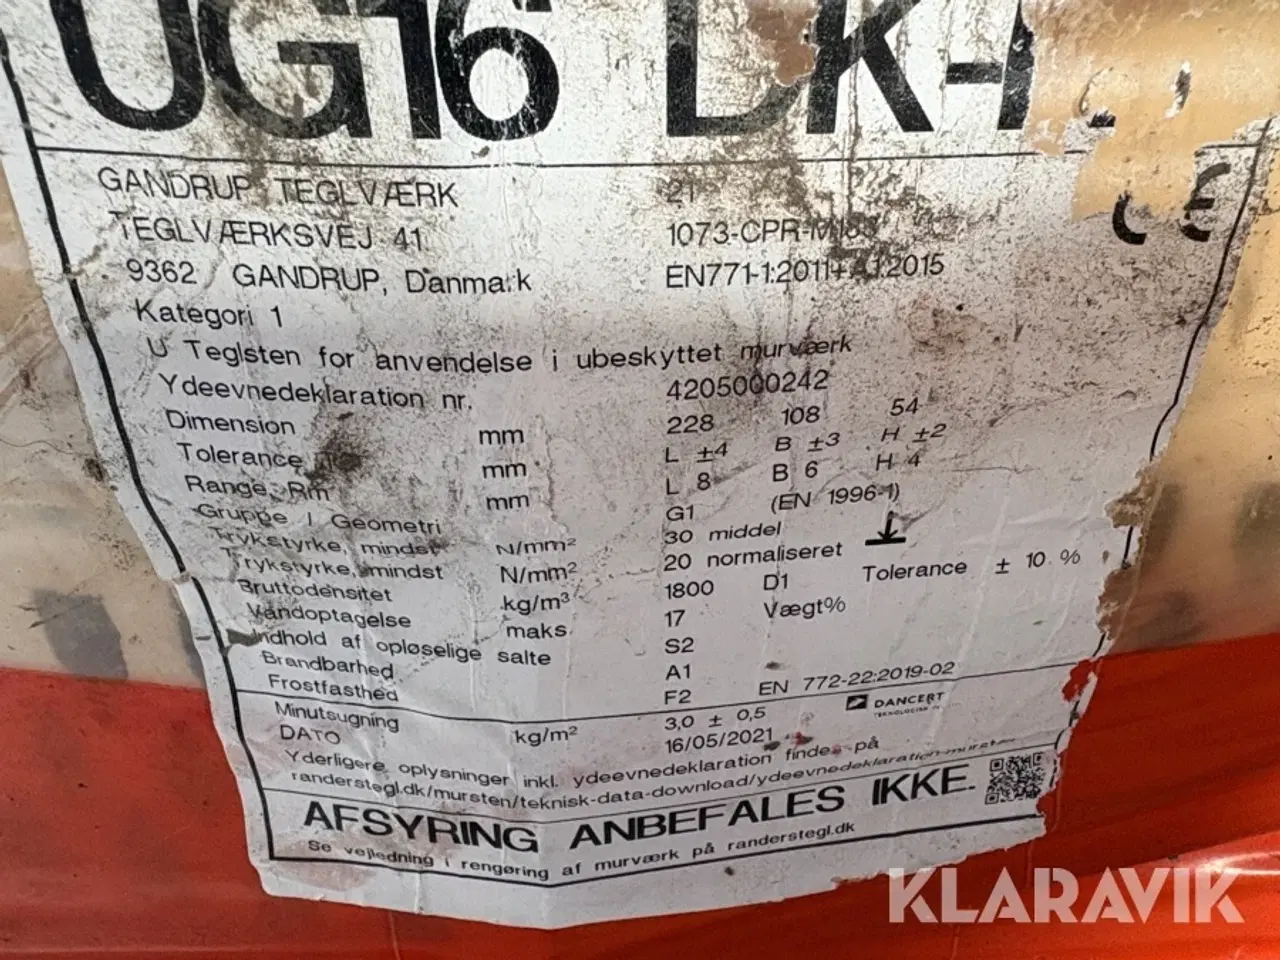 UG16 DK-
GANDRUP TEGLVÆRK 21
TEGLVÆRKSVEJ 41 1073-CPR-
9362 GANDRUP, Danmark EN771-1:2011+A1:2015
CE
Kategori 1
U Teglsten for anvendelse i ubeskyttet murværk
Ydeevnedeklaration nr. 4205000242
Dimension mm 228 108 54
Tolerance mm L ±4 B ±3 H ±2
Range, Rm mm L 8 B 6 H 4
Gruppe / Geometri G1 (EN 1996-1)
Trykstyrke, mindst N/mm² 30 middel
Trykstyrke, mindst N/mm² 20 normaliseret
Bruttodensitet kg/m³ 1800 D1 Tolerance ± 10 %
Vandoptagelse maks. 17 Vægt%
Indhold af opløselige salte S2
Brandbarhed A1
Frostfasthed F2 EN 772-22:2019-02
Minutsugning kg/m² 3,0 ± 0,5 DANCERT
DATO 16/05/2021
Yderligere oplysninger inkl. ydeevnedeklaration findes på
randerstegl.dk/mursten/teknisk-data-download/ydeevnedeklaration-mursten
AFSYRING ANBEFALES IKKE.
Se vejledning i rengøring af murværk på randerstegl.dk
KLARAVIK